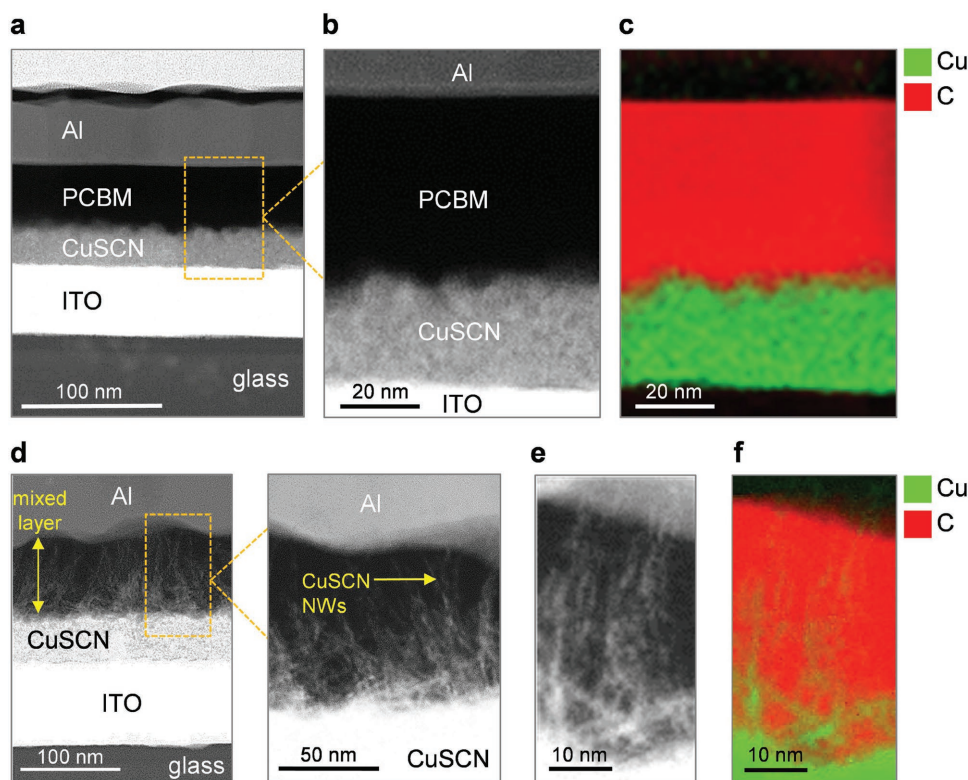 a
b
c
Al
PCBM
CuSCN
ITO
100 nm
glass
Al
PCBM
CuSCN
20 nm
ITO
20 nm
Cu
C
d
e
f
mixed
layer
Al
CuSCN
ITO
100 nm
glass
Al
CuSCN
NWs
50 nm
CuSCN
10 nm
10 nm
Cu
C